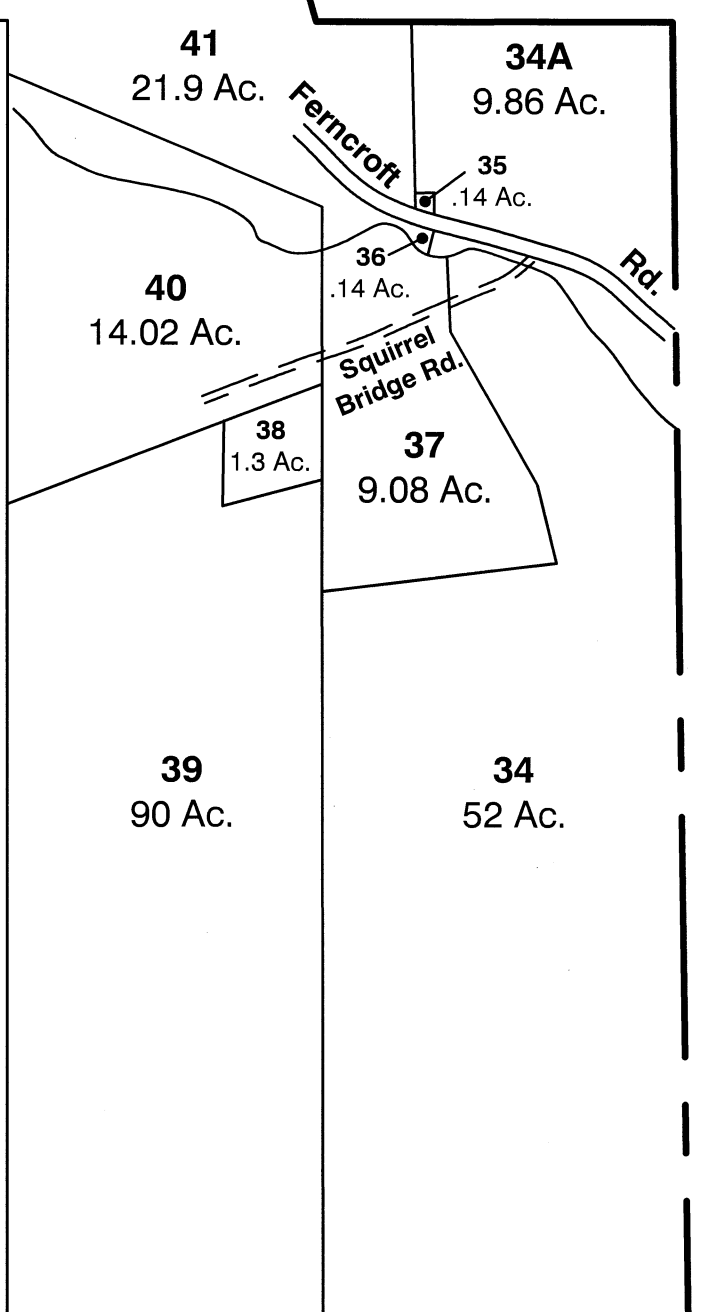 41
21.9 Ac.
34A
9.86 Ac.
Ferncroft
35
.14 Ac.
Rd.
36
.14 Ac.
40
14.02 Ac.
Squirrel
Bridge Rd.
38
1.3 Ac.
37
9.08 Ac.
39
90 Ac.
34
52 Ac.